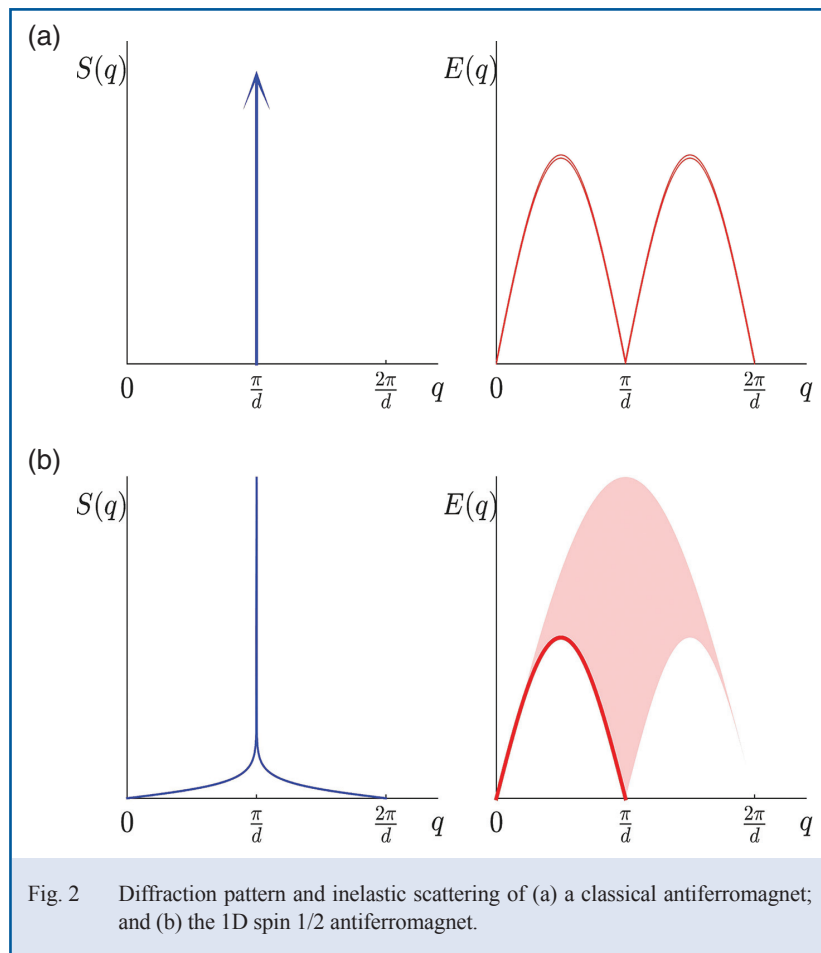 (a)
S(q)
E(q)
0 π/d 2π/d q
0 π/d 2π/d q
(b)
S(q)
E(q)
0 π/d 2π/d q
0 π/d 2π/d q
Fig. 2 Diffraction pattern and inelastic scattering of (a) a classical antiferromagnet;
and (b) the 1D spin 1/2 antiferromagnet.